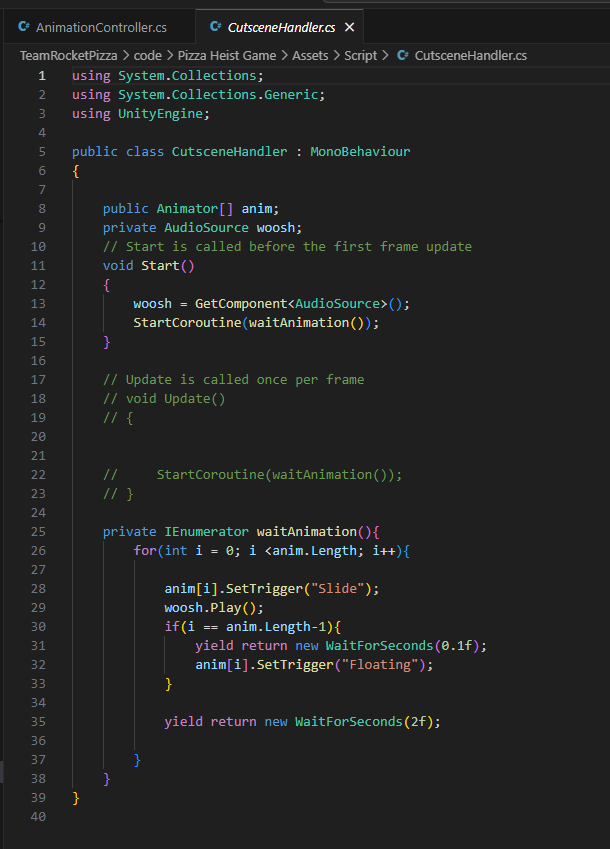 AnimationController.cs CutsceneHandler.cs
TeamRocketPizza > code > Pizza Heist Game > Assets > Script > CutsceneHandler.cs
1 using System.Collections;
2 using System.Collections.Generic;
3 using UnityEngine;
4
5 public class CutsceneHandler : MonoBehaviour
6 {
7
8     public Animator[] anim;
9     private AudioSource woosh;
10     // Start is called before the first frame update
11     void Start()
12     {
13         woosh = GetComponent<AudioSource>();
14         StartCoroutine(waitAnimation());
15     }
16
17     // Update is called once per frame
18     // void Update()
19     // {
20
21
22     //     StartCoroutine(waitAnimation());
23     // }
24
25     private IEnumerator waitAnimation(){
26         for(int i = 0; i <anim.Length; i++){
27
28             anim[i].SetTrigger("Slide");
29             woosh.Play();
30             if(i == anim.Length-1){
31                 yield return new WaitForSeconds(0.1f);
32                 anim[i].SetTrigger("Floating");
33             }
34
35             yield return new WaitForSeconds(2f);
36
37         }
38     }
39 }
40